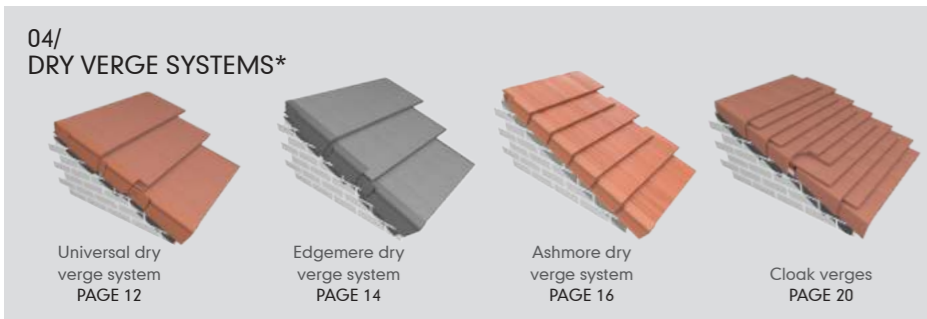 04/
DRY VERGE SYSTEMS*
Universal dry
verge system
PAGE 12
Edgemere dry
verge system
PAGE 14
Ashmore dry
verge system
PAGE 16
Cloak verges
PAGE 20